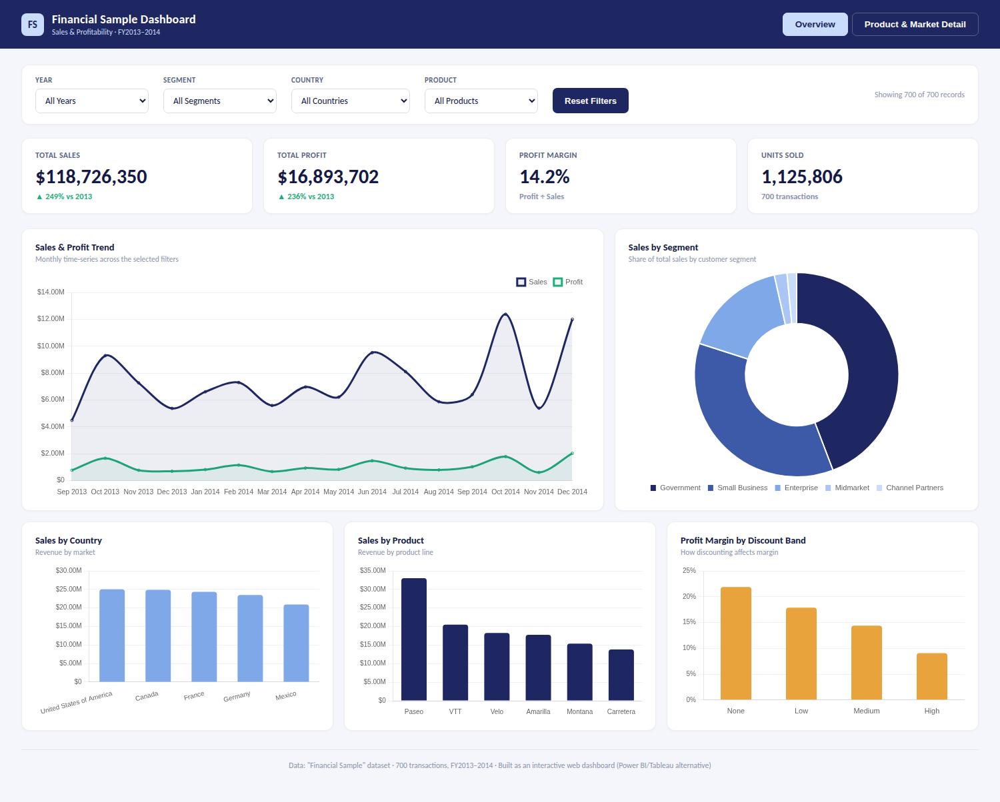 FS
Financial Sample Dashboard
Sales & Profitability · FY2013–2014
Overview
Product & Market Detail
YEAR
SEGMENT
COUNTRY
PRODUCT
All Years
All Segments
All Countries
All Products
Reset Filters
Showing 700 of 700 records
TOTAL SALES
$118,726,350
▲ 249% vs 2013
TOTAL PROFIT
$16,893,702
▲ 236% vs 2013
PROFIT MARGIN
14.2%
Profit ÷ Sales
UNITS SOLD
1,125,806
700 transactions
Sales & Profit Trend
Monthly time-series across the selected filters
Sales
Profit
$14.00M
$12.00M
$10.00M
$8.00M
$6.00M
$4.00M
$2.00M
$0
Sep 2013 Oct 2013 Nov 2013 Dec 2013 Jan 2014 Feb 2014 Mar 2014 Apr 2014 May 2014 Jun 2014 Jul 2014 Aug 2014 Sep 2014 Oct 2014 Nov 2014 Dec 2014
Sales by Segment
Share of total sales by customer segment
Government Small Business Enterprise Midmarket Channel Partners
Sales by Country
Revenue by market
$30.00M
$25.00M
$20.00M
$15.00M
$10.00M
$5.00M
$0
United States of America Canada France Germany Mexico
Sales by Product
Revenue by product line
$35.00M
$30.00M
$25.00M
$20.00M
$15.00M
$10.00M
$5.00M
$0
Paseo VTT Velo Amarilla Montana Carretera
Profit Margin by Discount Band
How discounting affects margin
25%
20%
15%
10%
5%
0%
None Low Medium High
Data: "Financial Sample" dataset · 700 transactions, FY2013–2014 · Built as an interactive web dashboard (Power BI/Tableau alternative)